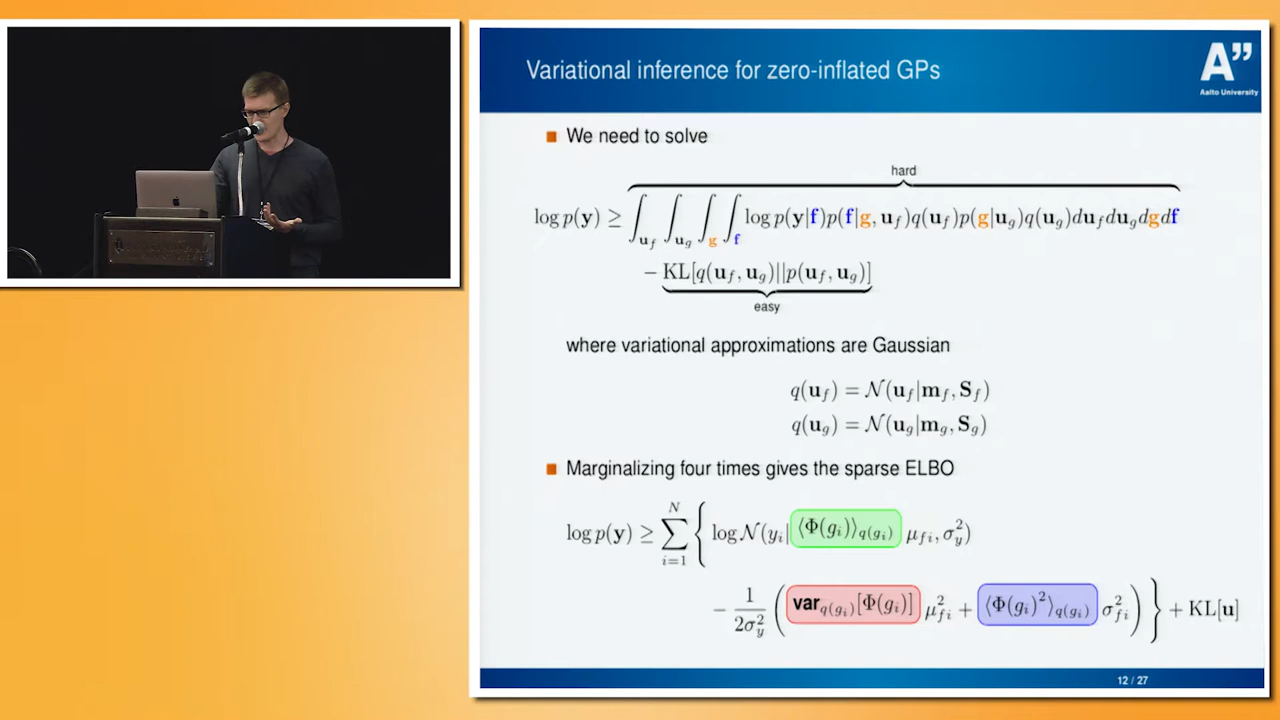 Variational inference for zero-inflated GPs
A”
Aalto University
■ We need to solve
hard
log p(y) ≥ ∫_{u_f} ∫_{u_g} ∫_g ∫_f log p(y|f)p(f|g, u_f)q(u_f)p(g|u_g)q(u_g)du_f du_g dg df
− KL[q(u_f, u_g)||p(u_f, u_g)]
easy
where variational approximations are Gaussian
q(u_f) = N(u_f|m_f, S_f)
q(u_g) = N(u_g|m_g, S_g)
■ Marginalizing four times gives the sparse ELBO
log p(y) ≥ ∑_{i=1}^{N} { log N(y_i| ⟨Φ(g_i)⟩_{q(g_i)} μ_{fi}, σ_y^2)
− 1/(2σ_y^2) ( var_{q(g_i)}[Φ(g_i)] μ_{fi}^2 + ⟨Φ(g_i)^2⟩_{q(g_i)} σ_{fi}^2 ) } + KL[u]
12 / 27